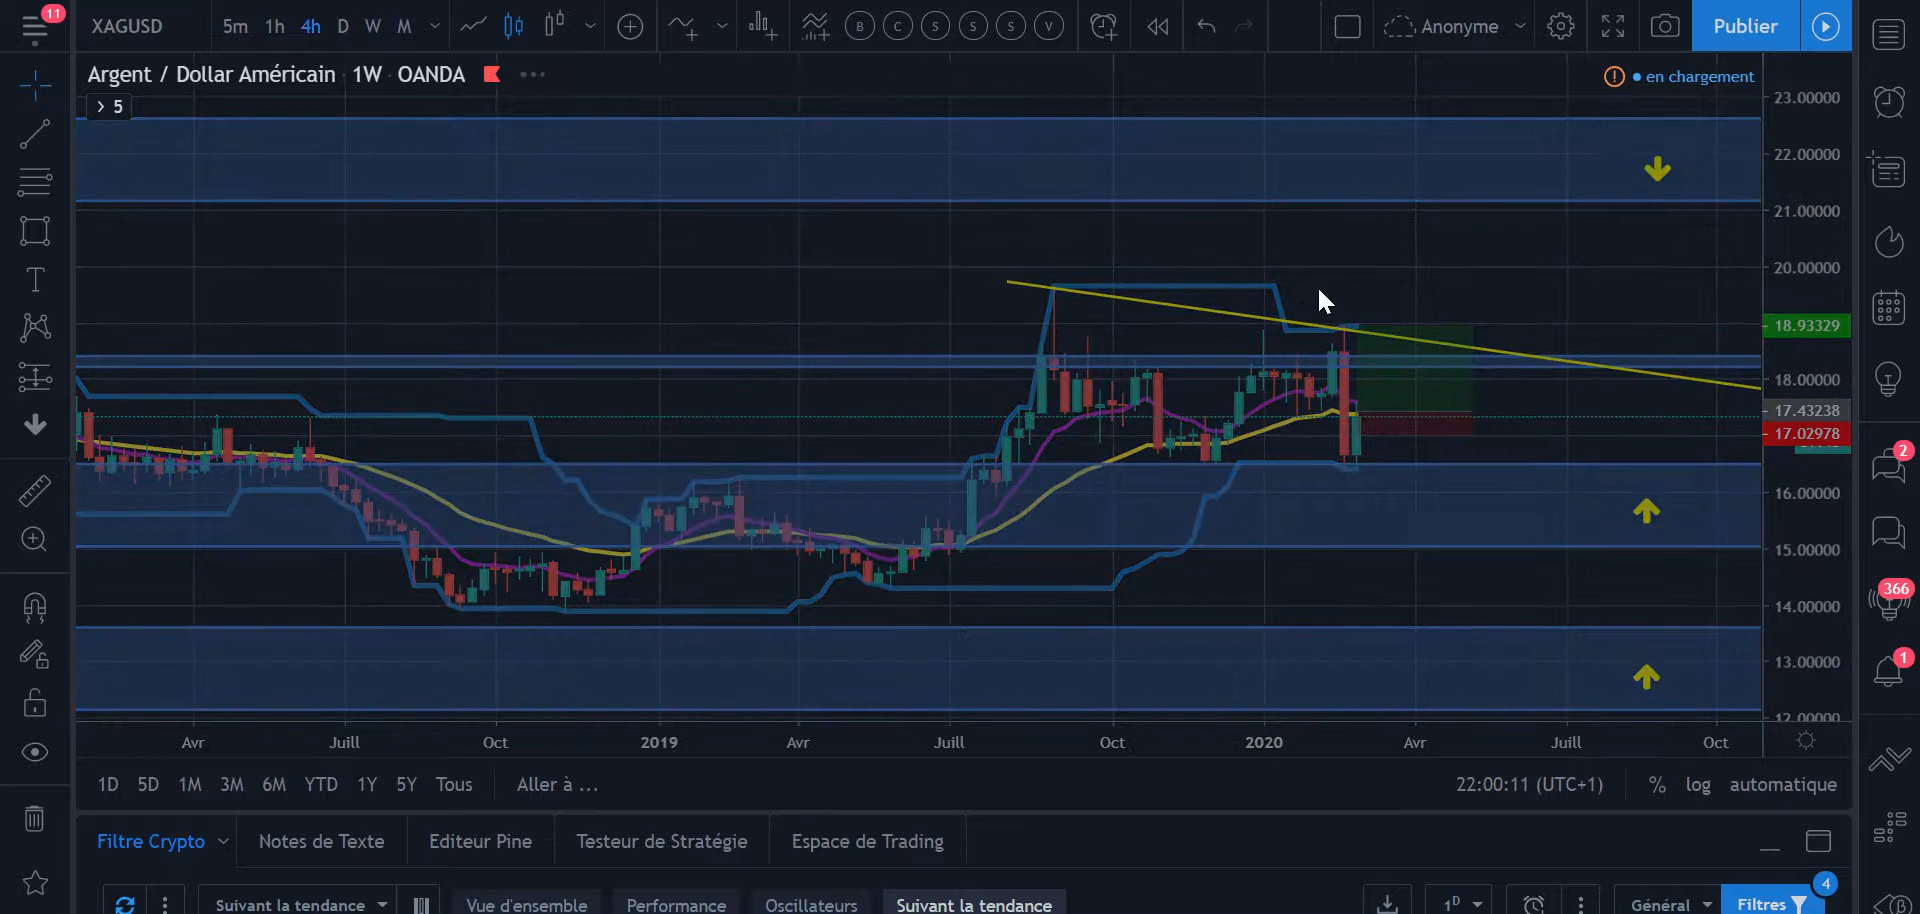 11
XAGUSD
5m 1h 4h D W M
B C S S S V
Anonyme
Publier
Argent / Dollar Américain 1W OANDA
en chargement
5
23.00000
22.00000
21.00000
20.00000
18.93329
18.00000
17.43238
17.02978
16.00000
15.00000
14.00000
13.00000
12.00000
2
366
1
Avr Juill Oct 2019 Avr Juill Oct 2020 Avr Juill Oct
1D 5D 1M 3M 6M YTD 1Y 5Y Tous Aller à ...
22:00:11 (UTC+1) % log automatique
Filtre Crypto Notes de Texte Editeur Pine Testeur de Stratégie Espace de Trading
4
Suivant la tendance Vue d'ensemble Performance Oscillateurs Suivant la tendance 1D Général Filtres